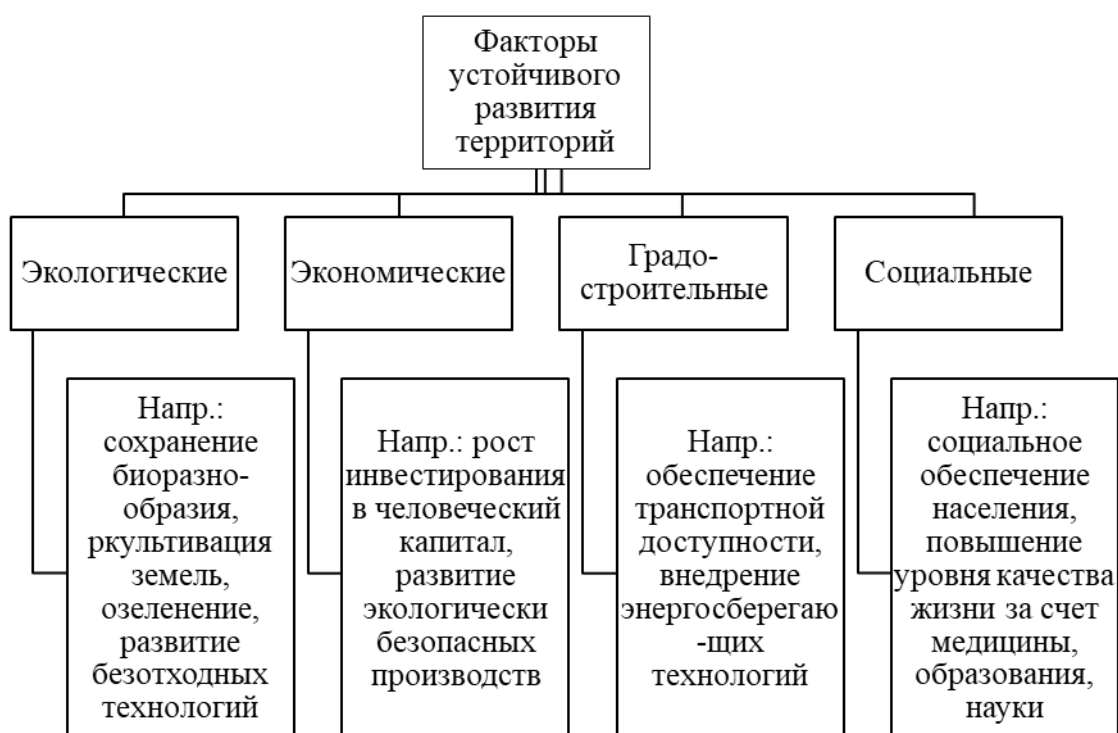 Факторы
устойчивого
развития
территорий
Экологические
Экономические
Градо-
строительные
Социальные
Напр.:
сохранение
биоразно-
образия,
ркультивация
земель,
озеленение,
развитие
безотходных
технологий
Напр.: рост
инвестирования
в человеческий
капитал,
развитие
экологически
безопасных
производств
Напр.:
обеспечение
транспортной
доступности,
внедрение
энергосберегаю
-щих
технологий
Напр.:
социальное
обеспечение
населения,
повышение
уровня качества
жизни за счет
медицины,
образования,
науки